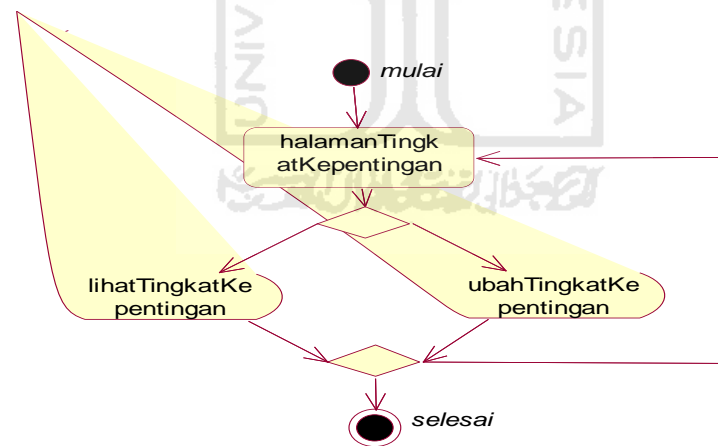 mulai
halamanTingk
atKepentingan
lihatTingkatKe
pentingan
ubahTingkatKe
pentingan
selesai